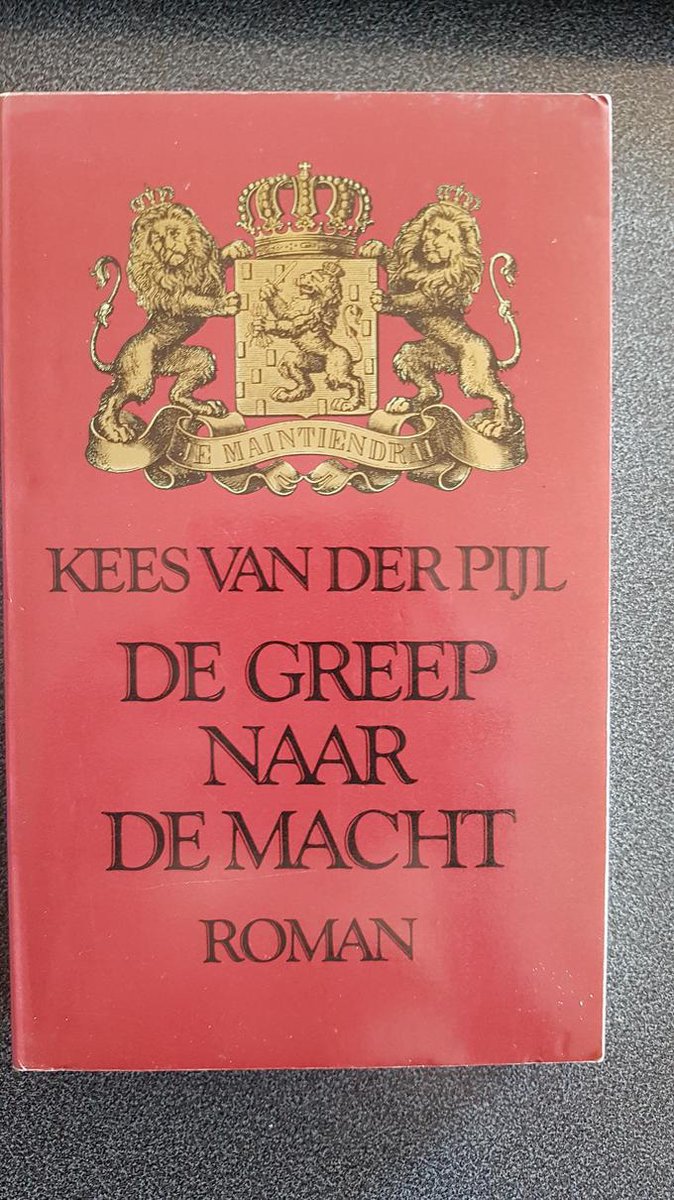 JE MAINTIENDRAI
KEES VAN DER PIJL
DE GREEP
NAAR
DE MACHT
ROMAN